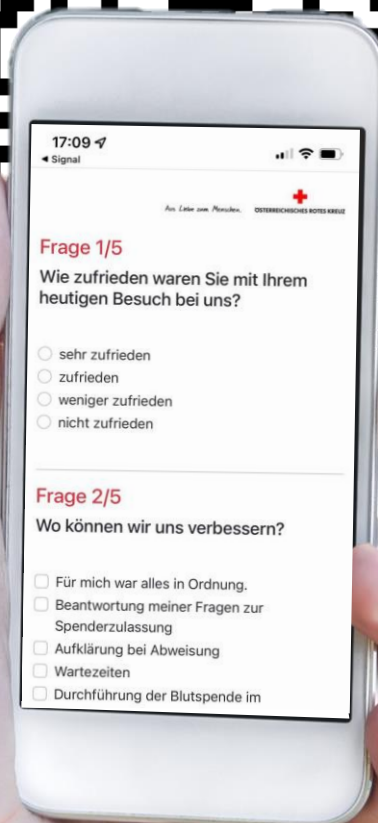 17:09
◀ Signal
Aus Liebe zum Menschen.
ÖSTERREICHISCHES ROTES KREUZ
Frage 1/5
Wie zufrieden waren Sie mit Ihrem
heutigen Besuch bei uns?
sehr zufrieden
zufrieden
weniger zufrieden
nicht zufrieden
Frage 2/5
Wo können wir uns verbessern?
Für mich war alles in Ordnung.
Beantwortung meiner Fragen zur
Spenderzulassung
Aufklärung bei Abweisung
Wartezeiten
Durchführung der Blutspende im